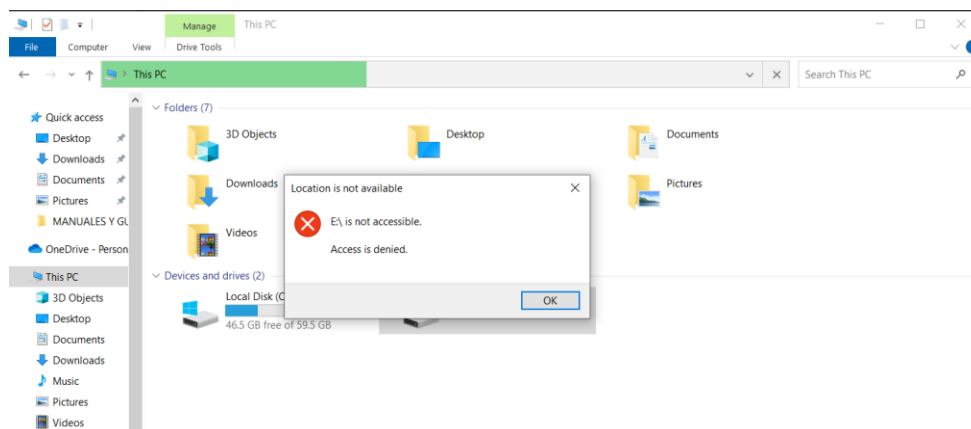 Manage
This PC
File
Computer
View
Drive Tools
This PC
Search This PC
Quick access
Desktop
Downloads
Documents
Pictures
MANUALES Y GU
OneDrive - Person
This PC
3D Objects
Desktop
Documents
Downloads
Music
Pictures
Videos
Folders (7)
3D Objects
Desktop
Documents
Downloads
Pictures
Videos
Devices and drives (2)
Local Disk (C
46.5 GB free of 59.5 GB
Location is not available
E:\ is not accessible.
Access is denied.
OK